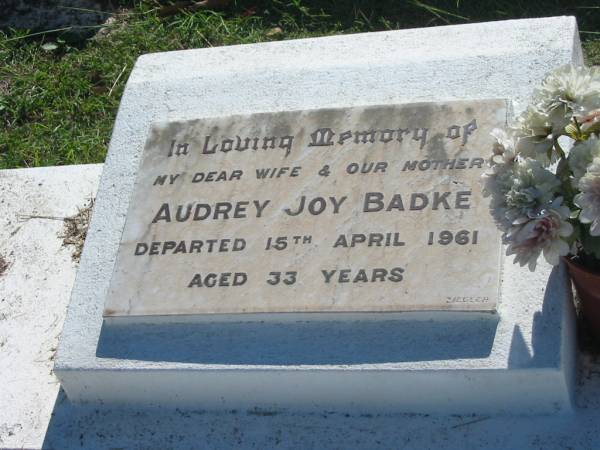 In Loving Memory of
MY DEAR WIFE & OUR MOTHER
AUDREY JOY BADKE
DEPARTED 15TH APRIL 1961
AGED 33 YEARS